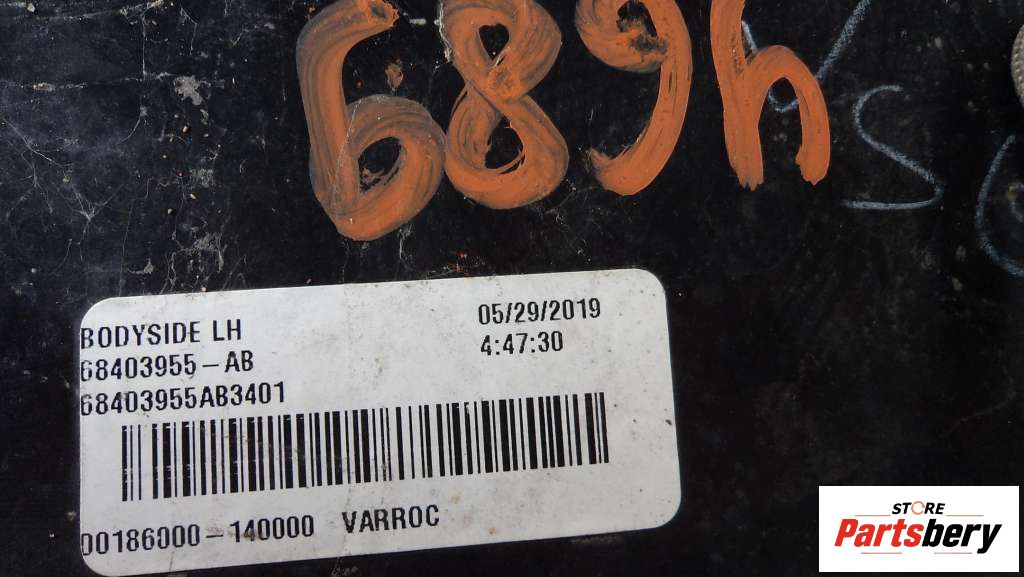 689h
BODYSIDE LH
05/29/2019
68403955-AB
4:47:30
68403955AB3401
00186000-140000 VARROC
STORE
Partsbery